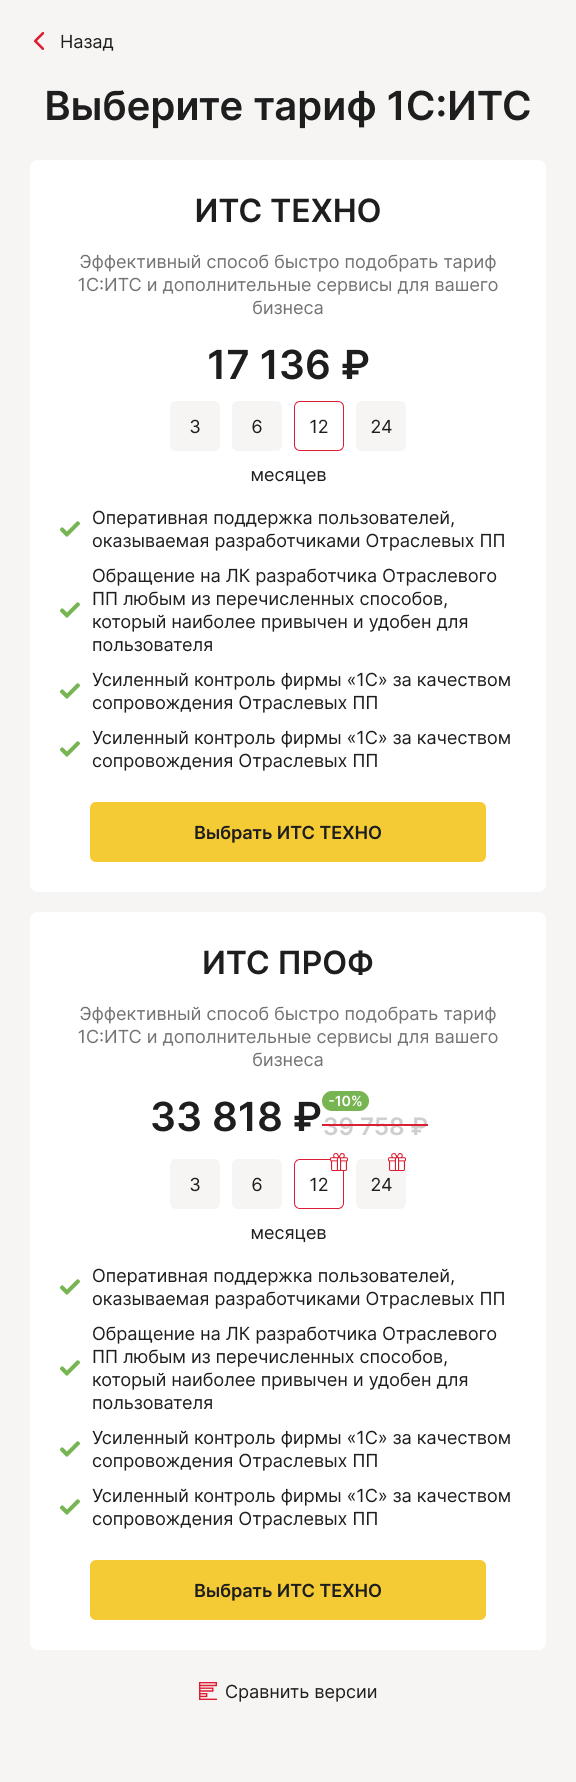 Назад
Выберите тариф 1С:ИТС
ИТС ТЕХНО
Эффективный способ быстро подобрать тариф
1С:ИТС и дополнительные сервисы для вашего
бизнеса
17 136 ₽
3 6 12 24
месяцев
Оперативная поддержка пользователей,
оказываемая разработчиками Отраслевых ПП
Обращение на ЛК разработчика Отраслевого
ПП любым из перечисленных способов,
который наиболее привычен и удобен для
пользователя
Усиленный контроль фирмы «1С» за качеством
сопровождения Отраслевых ПП
Усиленный контроль фирмы «1С» за качеством
сопровождения Отраслевых ПП
Выбрать ИТС ТЕХНО
ИТС ПРОФ
Эффективный способ быстро подобрать тариф
1С:ИТС и дополнительные сервисы для вашего
бизнеса
-10%
33 818 ₽ 39 758 ₽
3 6 12 24
месяцев
Оперативная поддержка пользователей,
оказываемая разработчиками Отраслевых ПП
Обращение на ЛК разработчика Отраслевого
ПП любым из перечисленных способов,
который наиболее привычен и удобен для
пользователя
Усиленный контроль фирмы «1С» за качеством
сопровождения Отраслевых ПП
Усиленный контроль фирмы «1С» за качеством
сопровождения Отраслевых ПП
Выбрать ИТС ТЕХНО
Сравнить версии